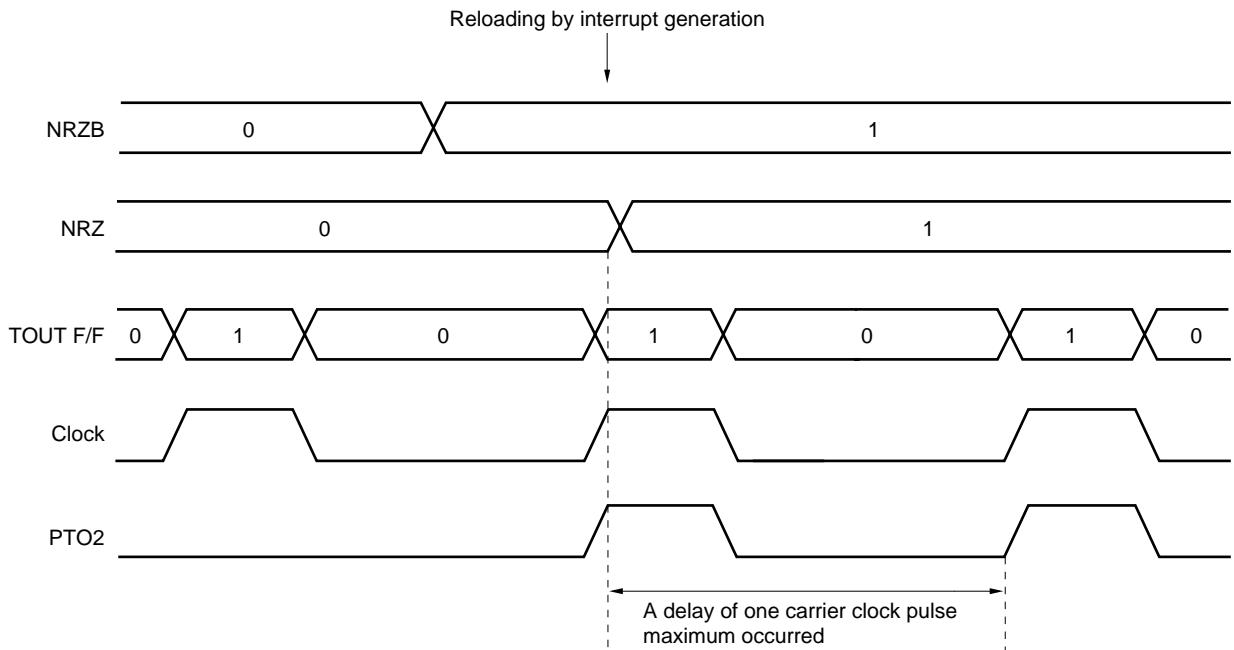 Reloading by interrupt generation
NRZB 0 1
NRZ 0 1
TOUT F/F 0 1 0 1 0 1 0
Clock
PTO2
A delay of one carrier clock pulse
maximum occurred